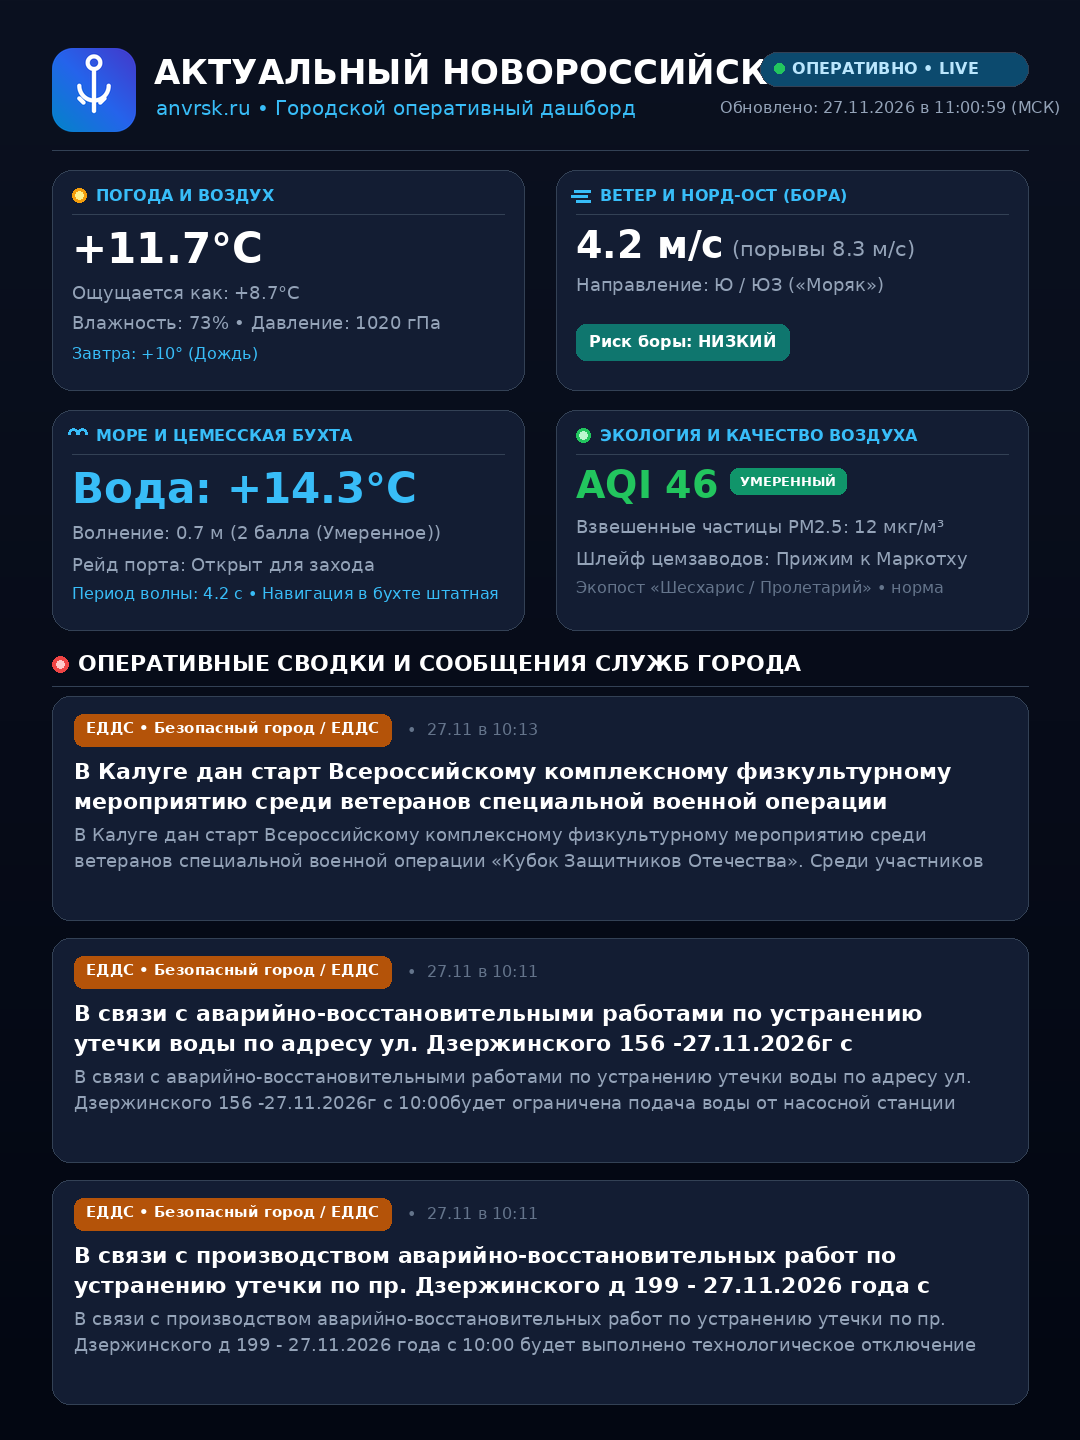 АКТУАЛЬНЫЙ НОВОРОССИЙСК
ОПЕРАТИВНО • LIVE
anvrsk.ru • Городской оперативный дашборд
Обновлено: 27.11.2026 в 11:00:59 (МСК)
ПОГОДА И ВОЗДУХ
+11.7°C
Ощущается как: +8.7°C
Влажность: 73% • Давление: 1020 гПа
Завтра: +10° (Дождь)
ВЕТЕР И НОРД-ОСТ (БОРА)
4.2 м/с (порывы 8.3 м/с)
Направление: Ю / ЮЗ («Моряк»)
Риск боры: НИЗКИЙ
МОРЕ И ЦЕМЕССКАЯ БУХТА
Вода: +14.3°C
Волнение: 0.7 м (2 балла (Умеренное))
Рейд порта: Открыт для захода
Период волны: 4.2 с • Навигация в бухте штатная
ЭКОЛОГИЯ И КАЧЕСТВО ВОЗДУХА
AQI 46 УМЕРЕННЫЙ
Взвешенные частицы PM2.5: 12 мкг/м³
Шлейф цемзаводов: Прижим к Маркотху
Экопост «Шесхарис / Пролетарий» • норма
ОПЕРАТИВНЫЕ СВОДКИ И СООБЩЕНИЯ СЛУЖБ ГОРОДА
ЕДДС • Безопасный город / ЕДДС • 27.11 в 10:13
В Калуге дан старт Всероссийскому комплексному физкультурному
мероприятию среди ветеранов специальной военной операции
В Калуге дан старт Всероссийскому комплексному физкультурному мероприятию среди
ветеранов специальной военной операции «Кубок Защитников Отечества». Среди участников
ЕДДС • Безопасный город / ЕДДС • 27.11 в 10:11
В связи с аварийно-восстановительными работами по устранению
утечки воды по адресу ул. Дзержинского 156 -27.11.2026г с
В связи с аварийно-восстановительными работами по устранению утечки воды по адресу ул.
Дзержинского 156 -27.11.2026г с 10:00будет ограничена подача воды от насосной станции
ЕДДС • Безопасный город / ЕДДС • 27.11 в 10:11
В связи с производством аварийно-восстановительных работ по
устранению утечки по пр. Дзержинского д 199 - 27.11.2026 года с
В связи с производством аварийно-восстановительных работ по устранению утечки по пр.
Дзержинского д 199 - 27.11.2026 года с 10:00 будет выполнено технологическое отключение